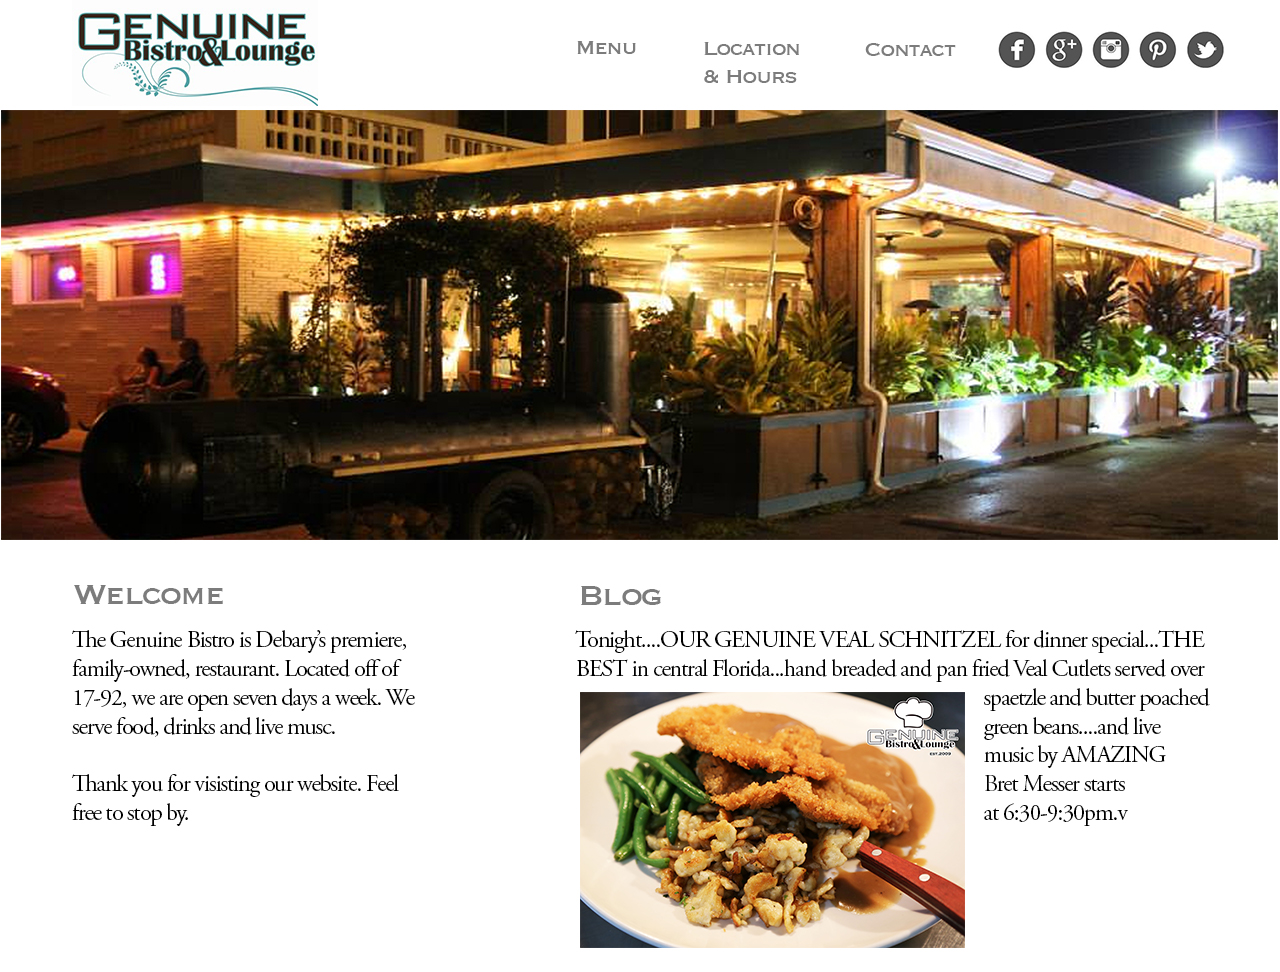 GENUINE
Bistro&Lounge
Menu
Location
& Hours
Contact
Welcome
The Genuine Bistro is Debary's premiere,
family-owned, restaurant. Located off of
17-92, we are open seven days a week. We
serve food, drinks and live musc.
Thank you for visisting our website. Feel
free to stop by.
Blog
Tonight....OUR GENUINE VEAL SCHNITZEL for dinner special...THE
BEST in central Florida...hand breaded and pan fried Veal Cutlets served over
spaetzle and butter poached
green beans....and live
music by AMAZING
Bret Messer starts
at 6:30-9:30pm.v
GENUINE
Bistro&Lounge
EST.2009